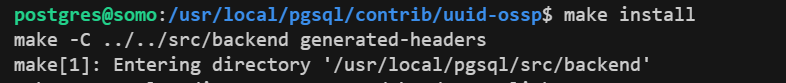 postgres@somo:/usr/local/pgsql/contrib/uuid-ossp$ make install
make -C ../../src/backend generated-headers
make[1]: Entering directory '/usr/local/pgsql/src/backend'